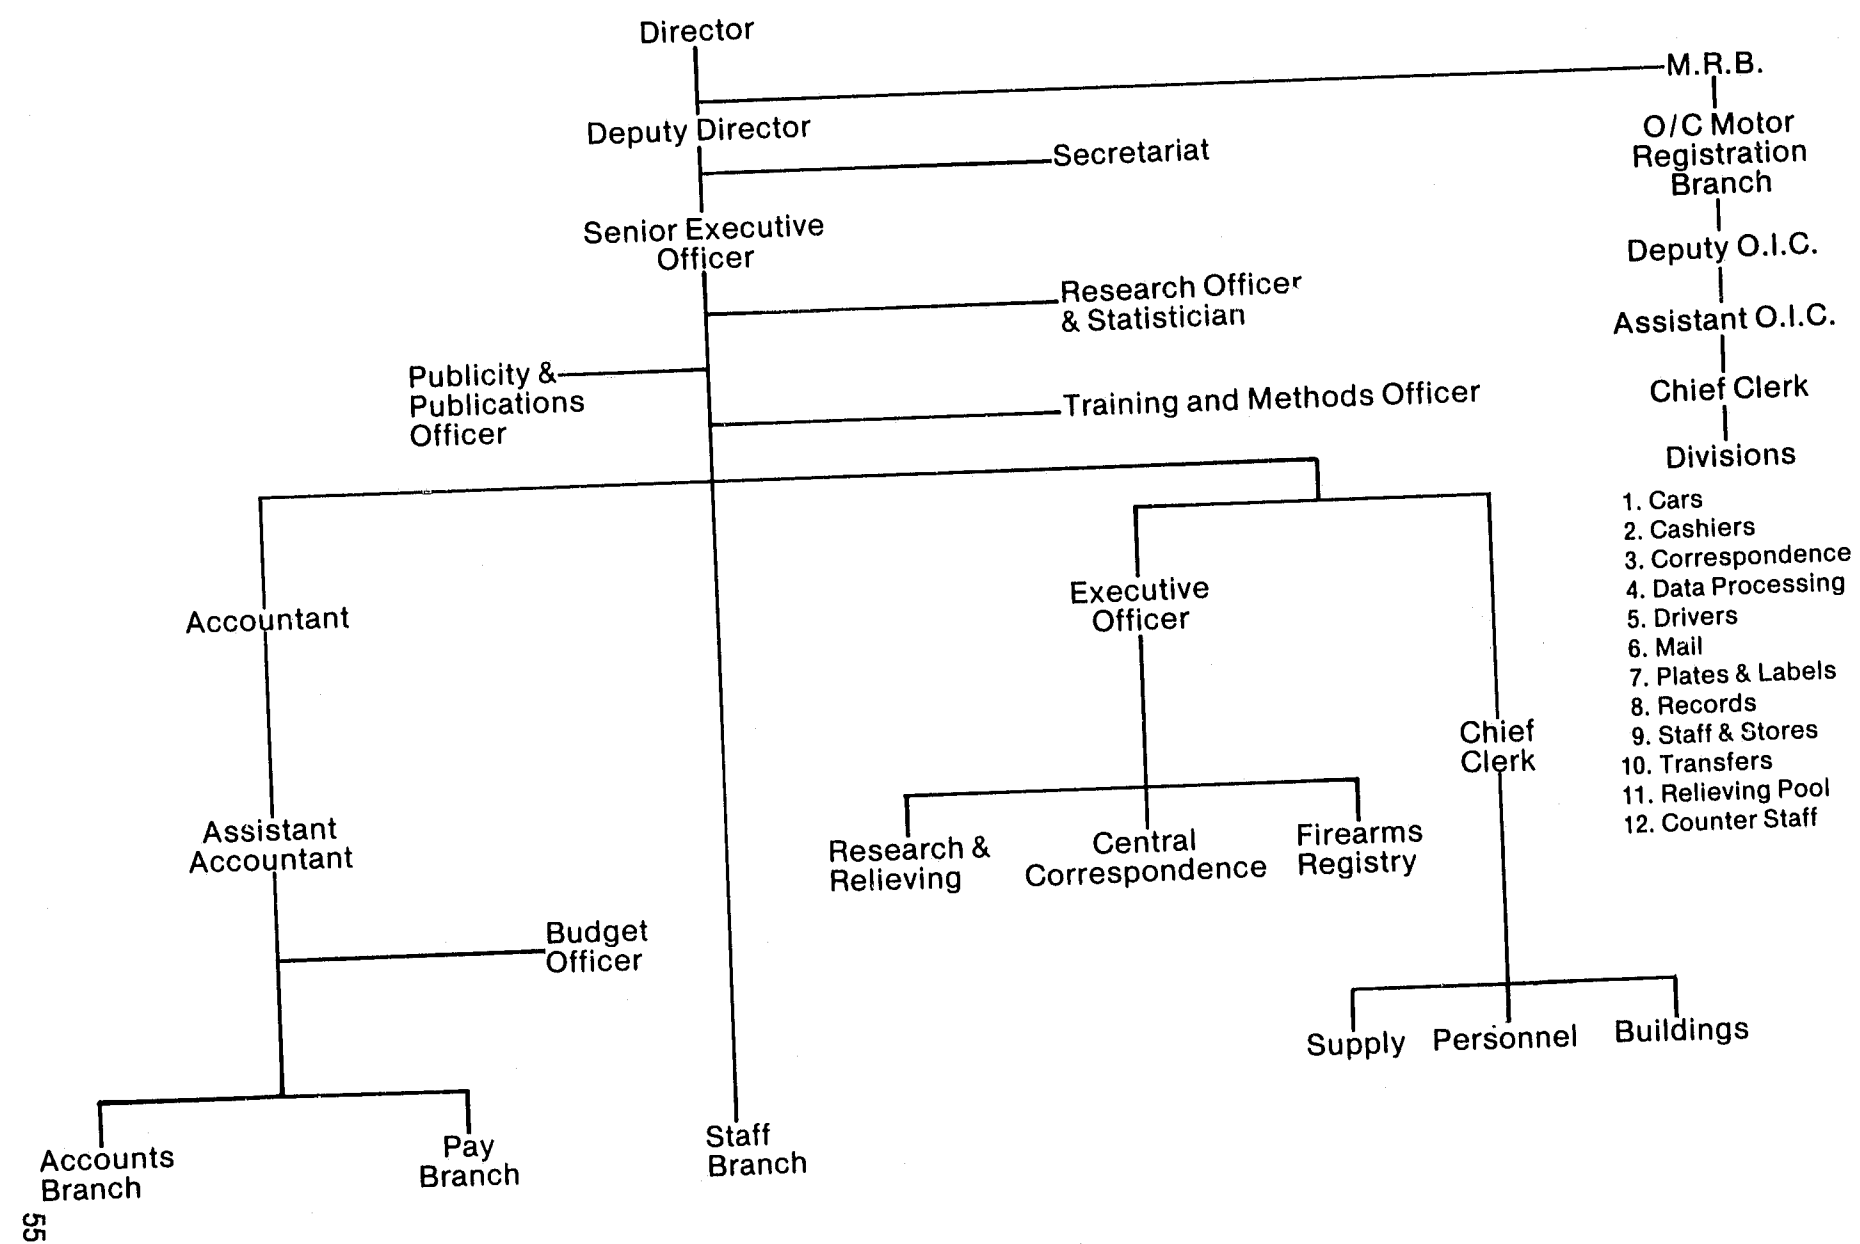 Director
M.R.B.
Deputy Director
O/C Motor
Registration
Branch
Secretariat
Senior Executive
Officer
Deputy O.I.C.
Research Officer
& Statistician
Assistant O.I.C.
Publicity &
Publications
Officer
Training and Methods Officer
Chief Clerk
Divisions
1. Cars
2. Cashiers
3. Correspondence
4. Data Processing
5. Drivers
6. Mail
7. Plates & Labels
8. Records
9. Staff & Stores
10. Transfers
11. Relieving Pool
12. Counter Staff
Accountant
Executive
Officer
Chief
Clerk
Assistant
Accountant
Research &
Relieving
Central
Correspondence
Firearms
Registry
Budget
Officer
Supply
Personnel
Buildings
Accounts
Branch
Pay
Branch
Staff
Branch
55